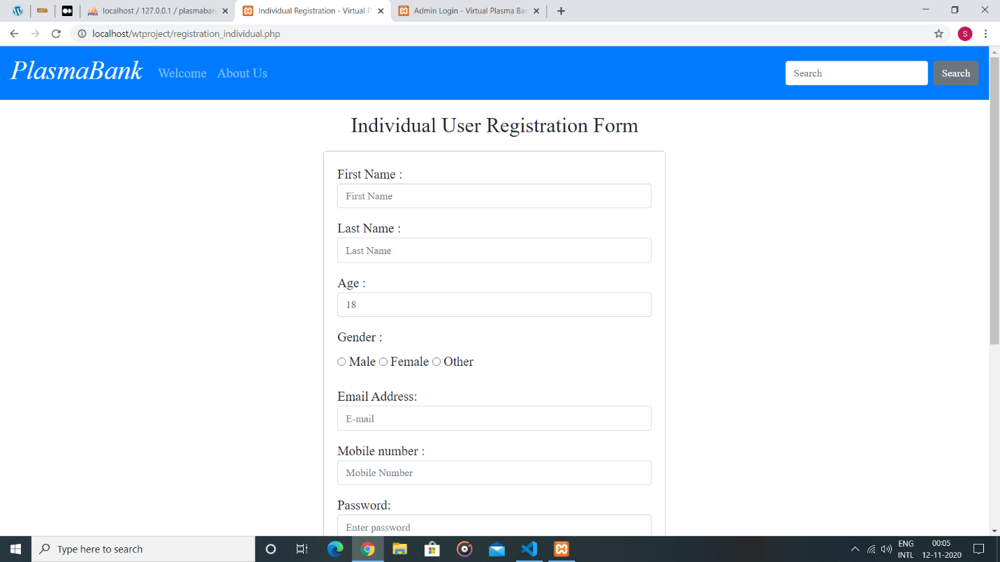 localhost / 127.0.0.1 / plasmaban
Individual Registration - Virtual P
Admin Login - Virtual Plasma Ban
localhost/wtproject/registration_individual.php
S
PlasmaBank Welcome About Us Search Search
Individual User Registration Form
First Name :
First Name
Last Name :
Last Name
Age :
18
Gender :
Male Female Other
Email Address:
E-mail
Mobile number :
Mobile Number
Password:
Enter password
Type here to search
ENG
INTL
00:05
12-11-2020